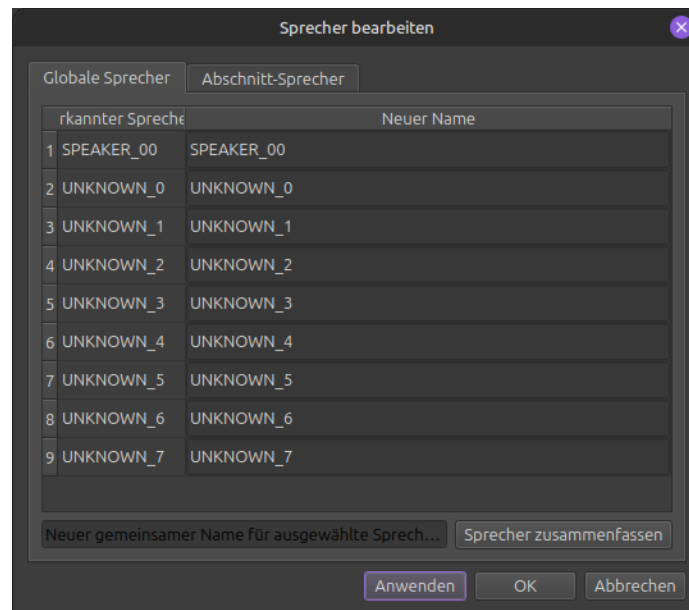 Sprecher bearbeiten
Globale Sprecher Abschnitt-Sprecher
rkannter Spreche Neuer Name
1 SPEAKER_00 SPEAKER_00
2 UNKNOWN_0 UNKNOWN_0
3 UNKNOWN_1 UNKNOWN_1
4 UNKNOWN_2 UNKNOWN_2
5 UNKNOWN_3 UNKNOWN_3
6 UNKNOWN_4 UNKNOWN_4
7 UNKNOWN_5 UNKNOWN_5
8 UNKNOWN_6 UNKNOWN_6
9 UNKNOWN_7 UNKNOWN_7
Neuer gemeinsamer Name für ausgewählte Sprech... Sprecher zusammenfassen
Anwenden OK Abbrechen